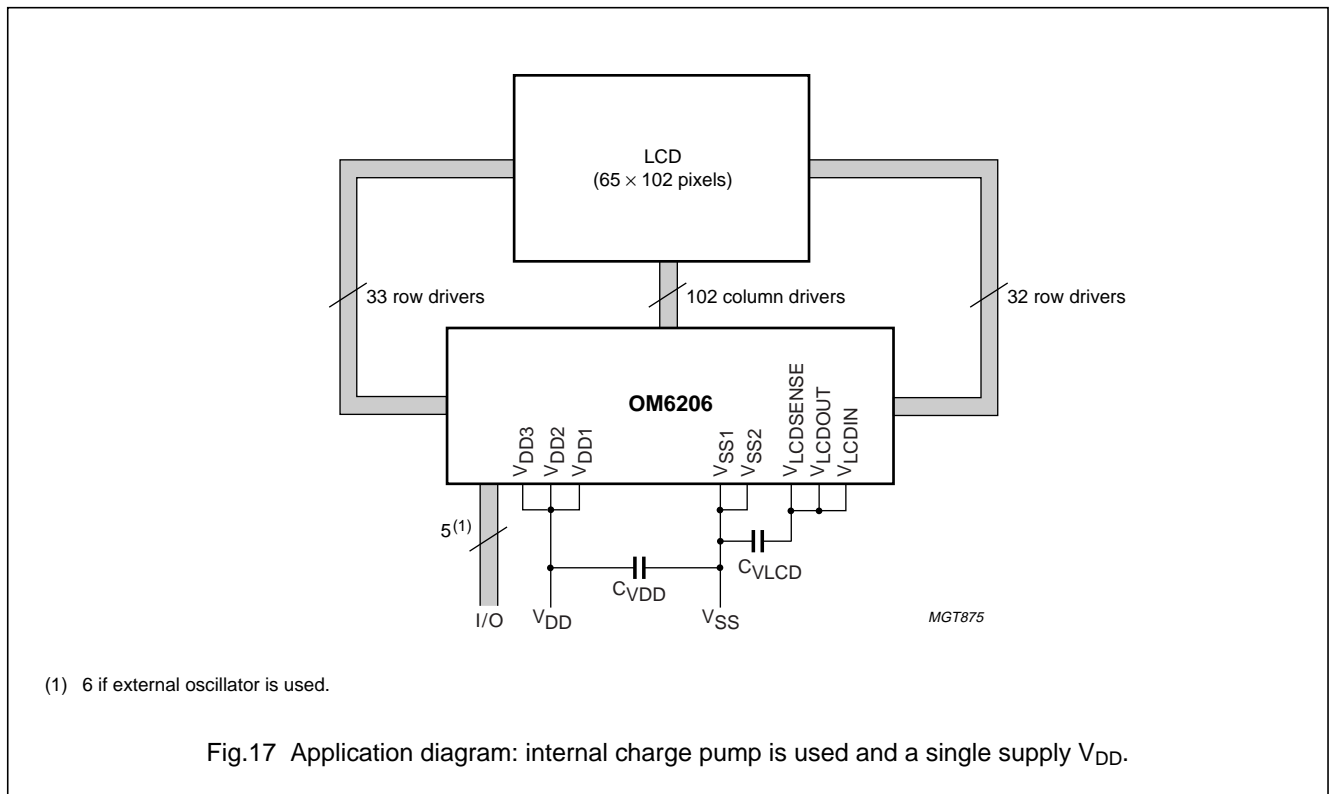 LCD
(65 × 102 pixels)
33 row drivers
102 column drivers
32 row drivers
OM6206
VDD3
VDD2
VDD1
VSS1
VSS2
VLCDSENSE
VLCDOUT
VLCDIN
5(1)
CVDD
CVLCD
I/O
VDD
VSS
MGT875
(1) 6 if external oscillator is used.
Fig.17 Application diagram: internal charge pump is used and a single supply VDD.